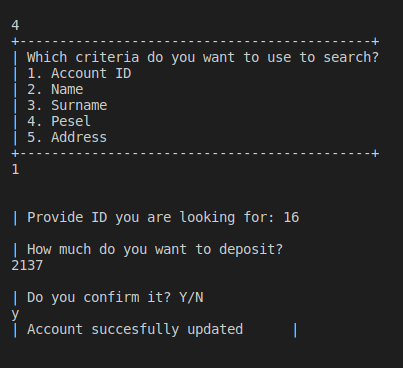 4
+--------------------------------------------+
| Which criteria do you want to use to search?
| 1. Account ID
| 2. Name
| 3. Surname
| 4. Pesel
| 5. Address
+--------------------------------------------+
1
| Provide ID you are looking for: 16
| How much do you want to deposit?
2137
| Do you confirm it? Y/N
y
| Account succesfully updated      |